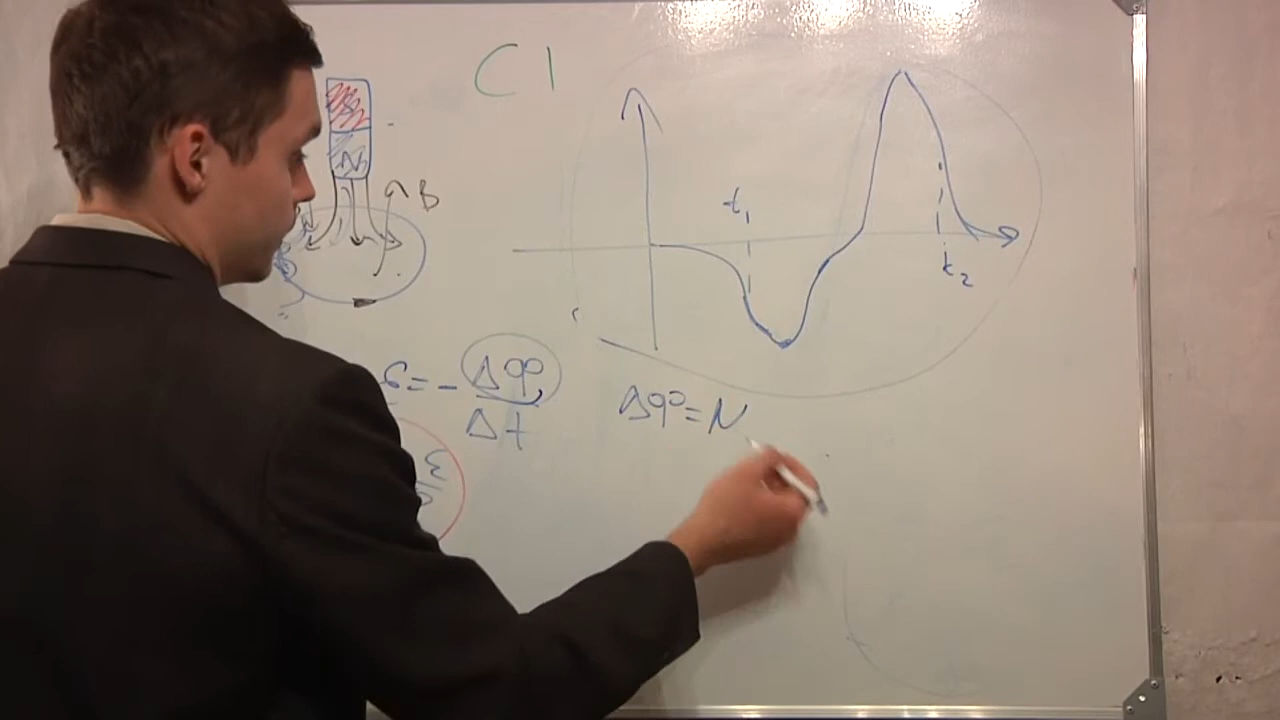 C1
S
N
B
t₁
t₂
ε = - Δφ/Δt
Δφ = N
ε